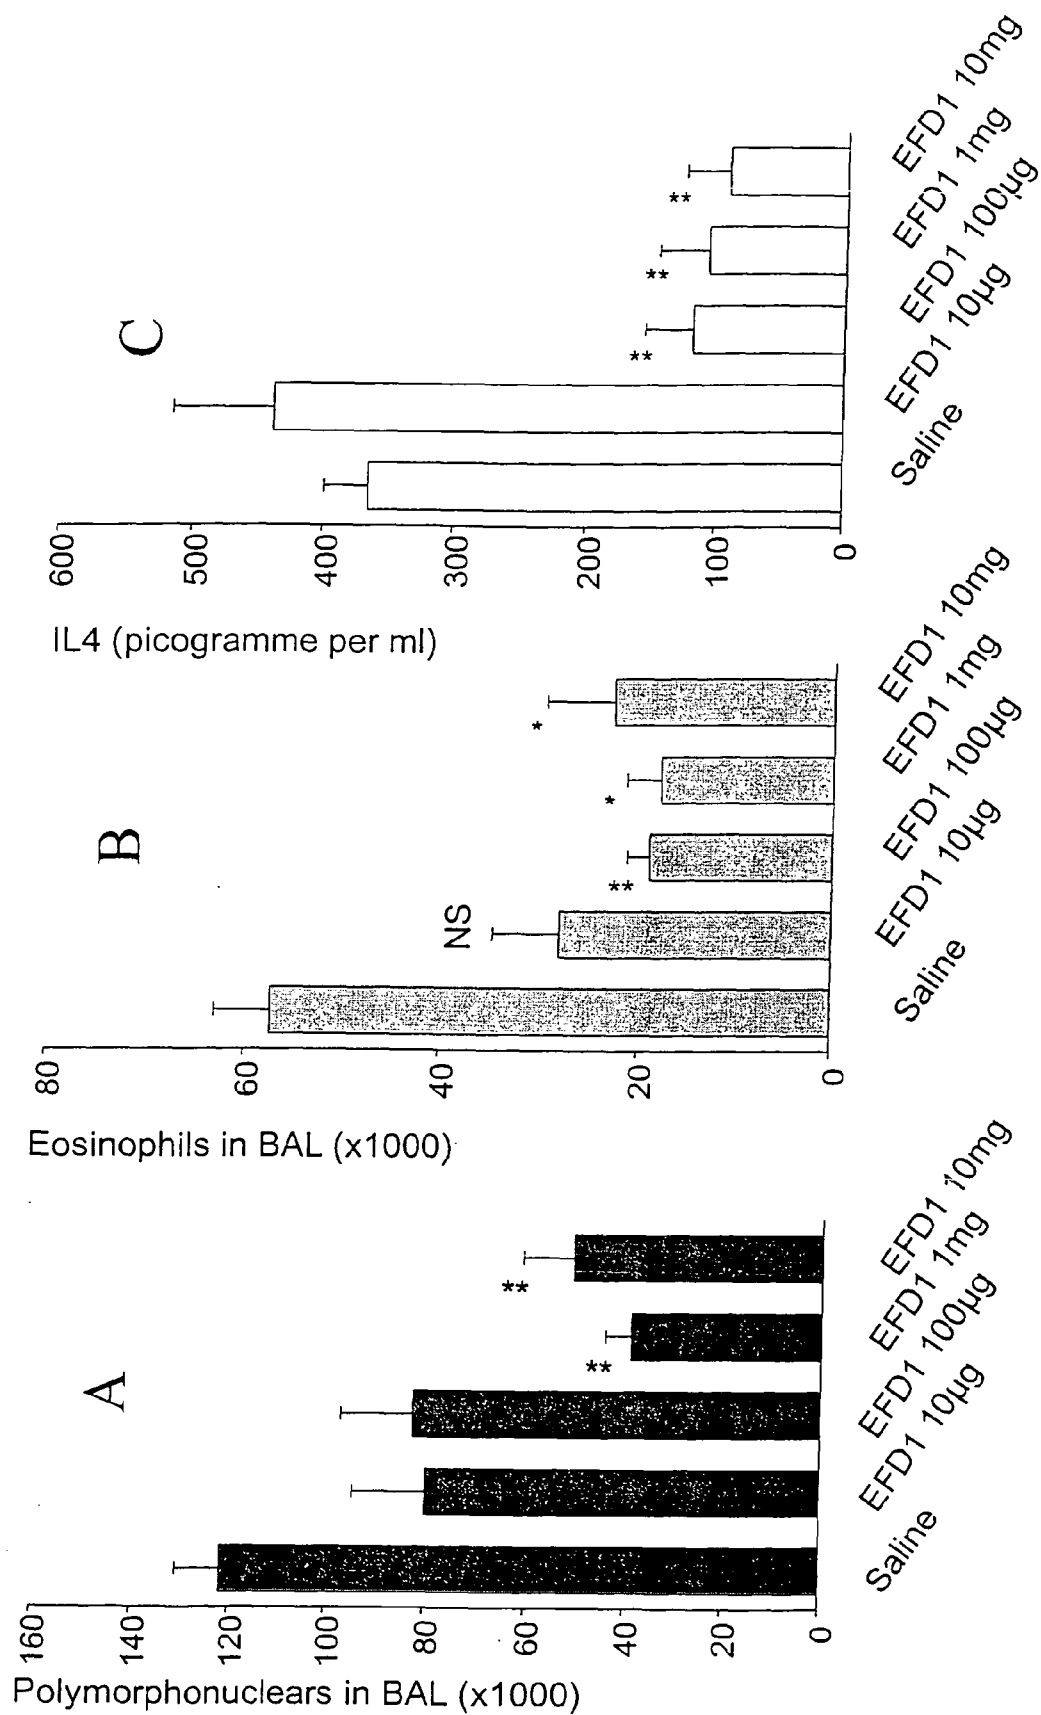 Polymorphonuclears in BAL (x1000)
A
160
140
120
100
80
60
40
20
0
**
**
Saline
EFD1 10µg
EFD1 100µg
EFD1 1mg
EFD1 10mg
Eosinophils in BAL (x1000)
B
80
60
40
20
0
NS
**
*
*
Saline
EFD1 10µg
EFD1 100µg
EFD1 1mg
EFD1 10mg
IL4 (picogramme per ml)
C
600
500
400
300
200
100
0
**
**
**
Saline
EFD1 10µg
EFD1 100µg
EFD1 1mg
EFD1 10mg